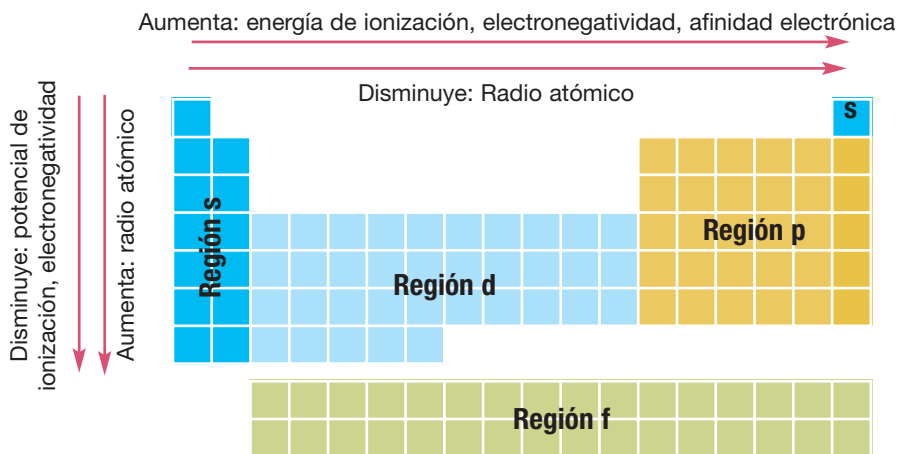 Aumenta: energía de ionización, electronegatividad, afinidad electrónica
Disminuye: Radio atómico
Disminuye: potencial de
ionización, electronegatividad
Aumenta: radio atómico
s
Región s
Región p
Región d
Región f